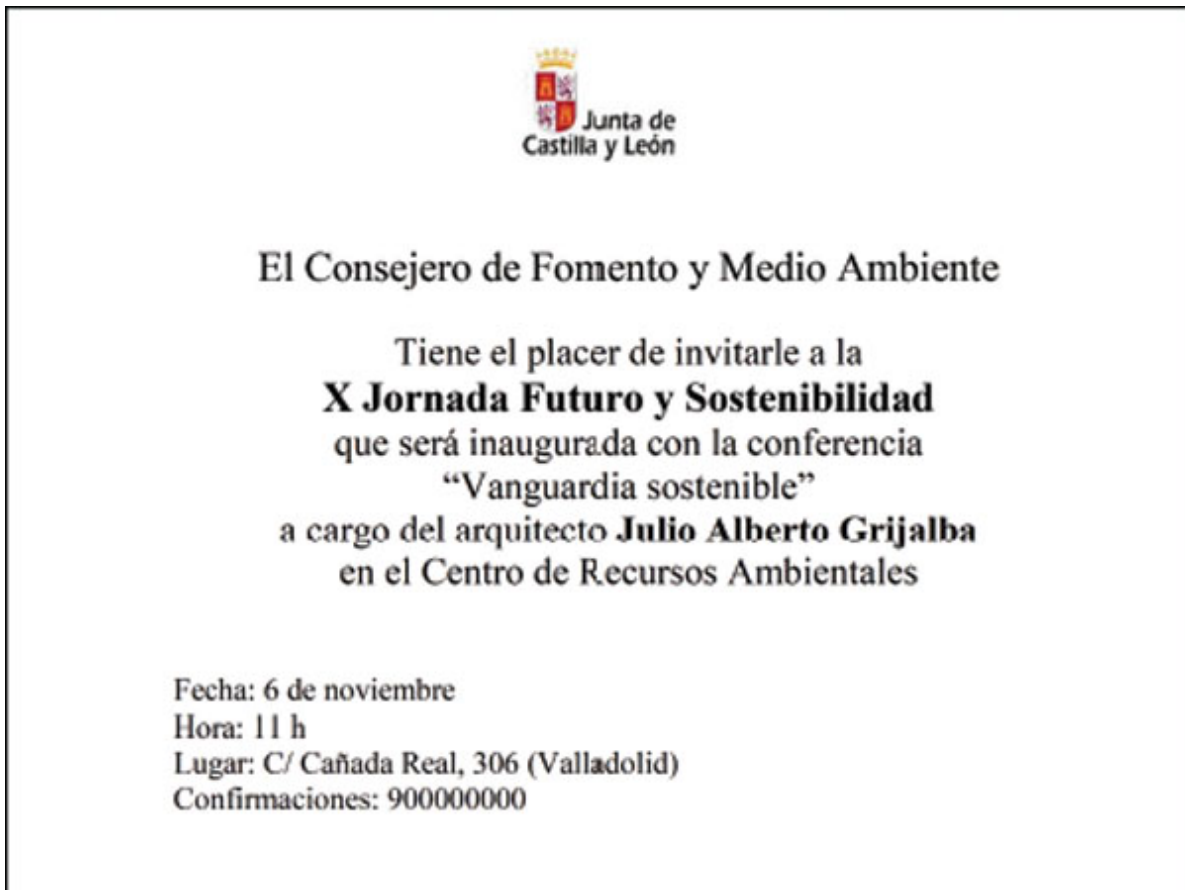 Junta de
Castilla y León
El Consejero de Fomento y Medio Ambiente
Tiene el placer de invitarle a la
X Jornada Futuro y Sostenibilidad
que será inaugurada con la conferencia
“Vanguardia sostenible”
a cargo del arquitecto Julio Alberto Grijalba
en el Centro de Recursos Ambientales
Fecha: 6 de noviembre
Hora: 11 h
Lugar: C/ Cañada Real, 306 (Valladolid)
Confirmaciones: 900000000